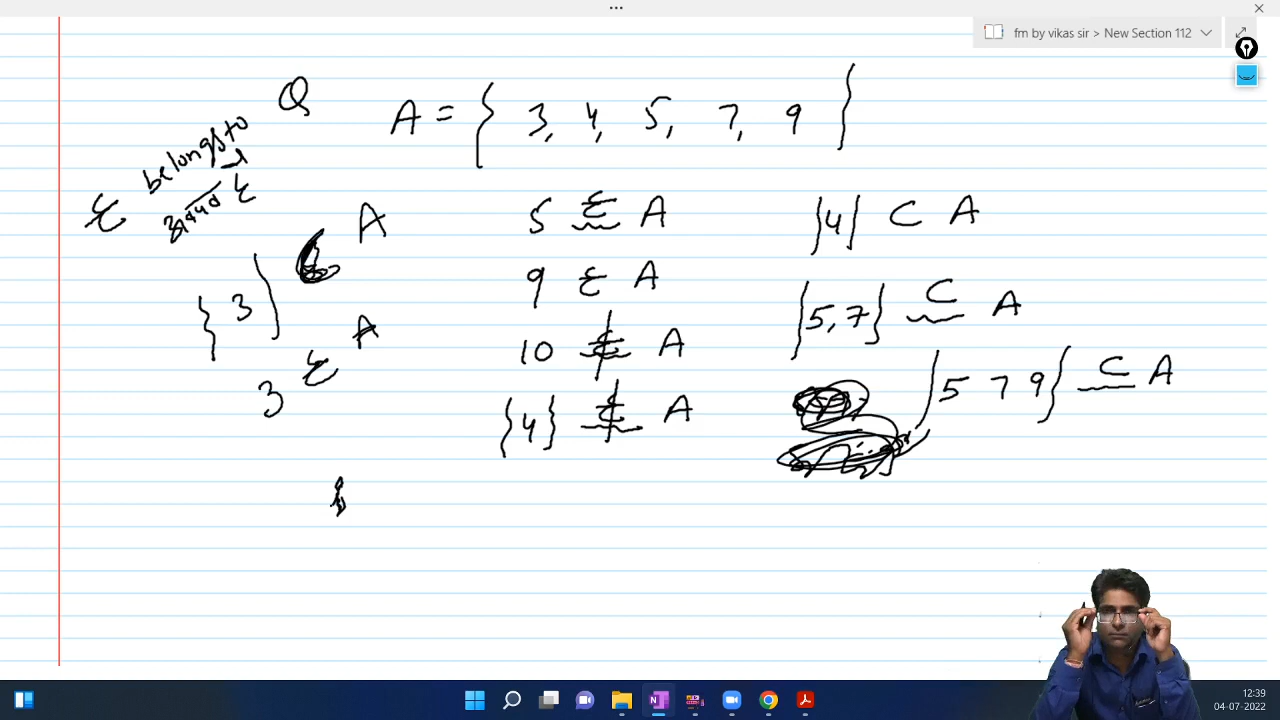 fm by vikas sir > New Section 112
Q
A = { 3, 4, 5, 7, 9 }
belongs to
∈
∈
5 ∈ A
{4} ⊂ A
A
9 ∈ A
{3}
{5, 7} ⊂ A
A
10 ∉ A
3 ∈
{5 7 9} ⊂ A
{4} ∉ A
12:39
04-07-2022